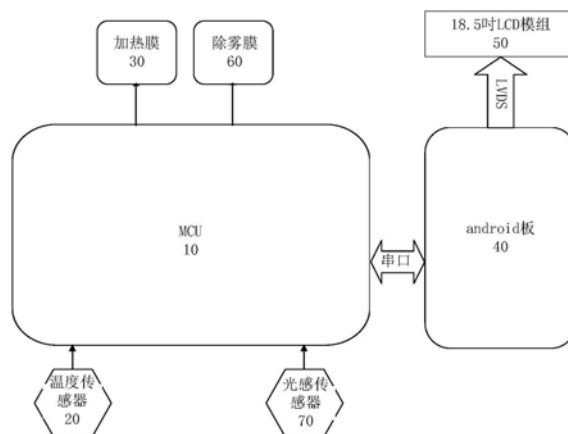 加热膜
30
除雾膜
60
18.5吋LCD模组
50
LVDS
MCU
10
串口
android板
40
温度传
感器
20
光感传
感器
70